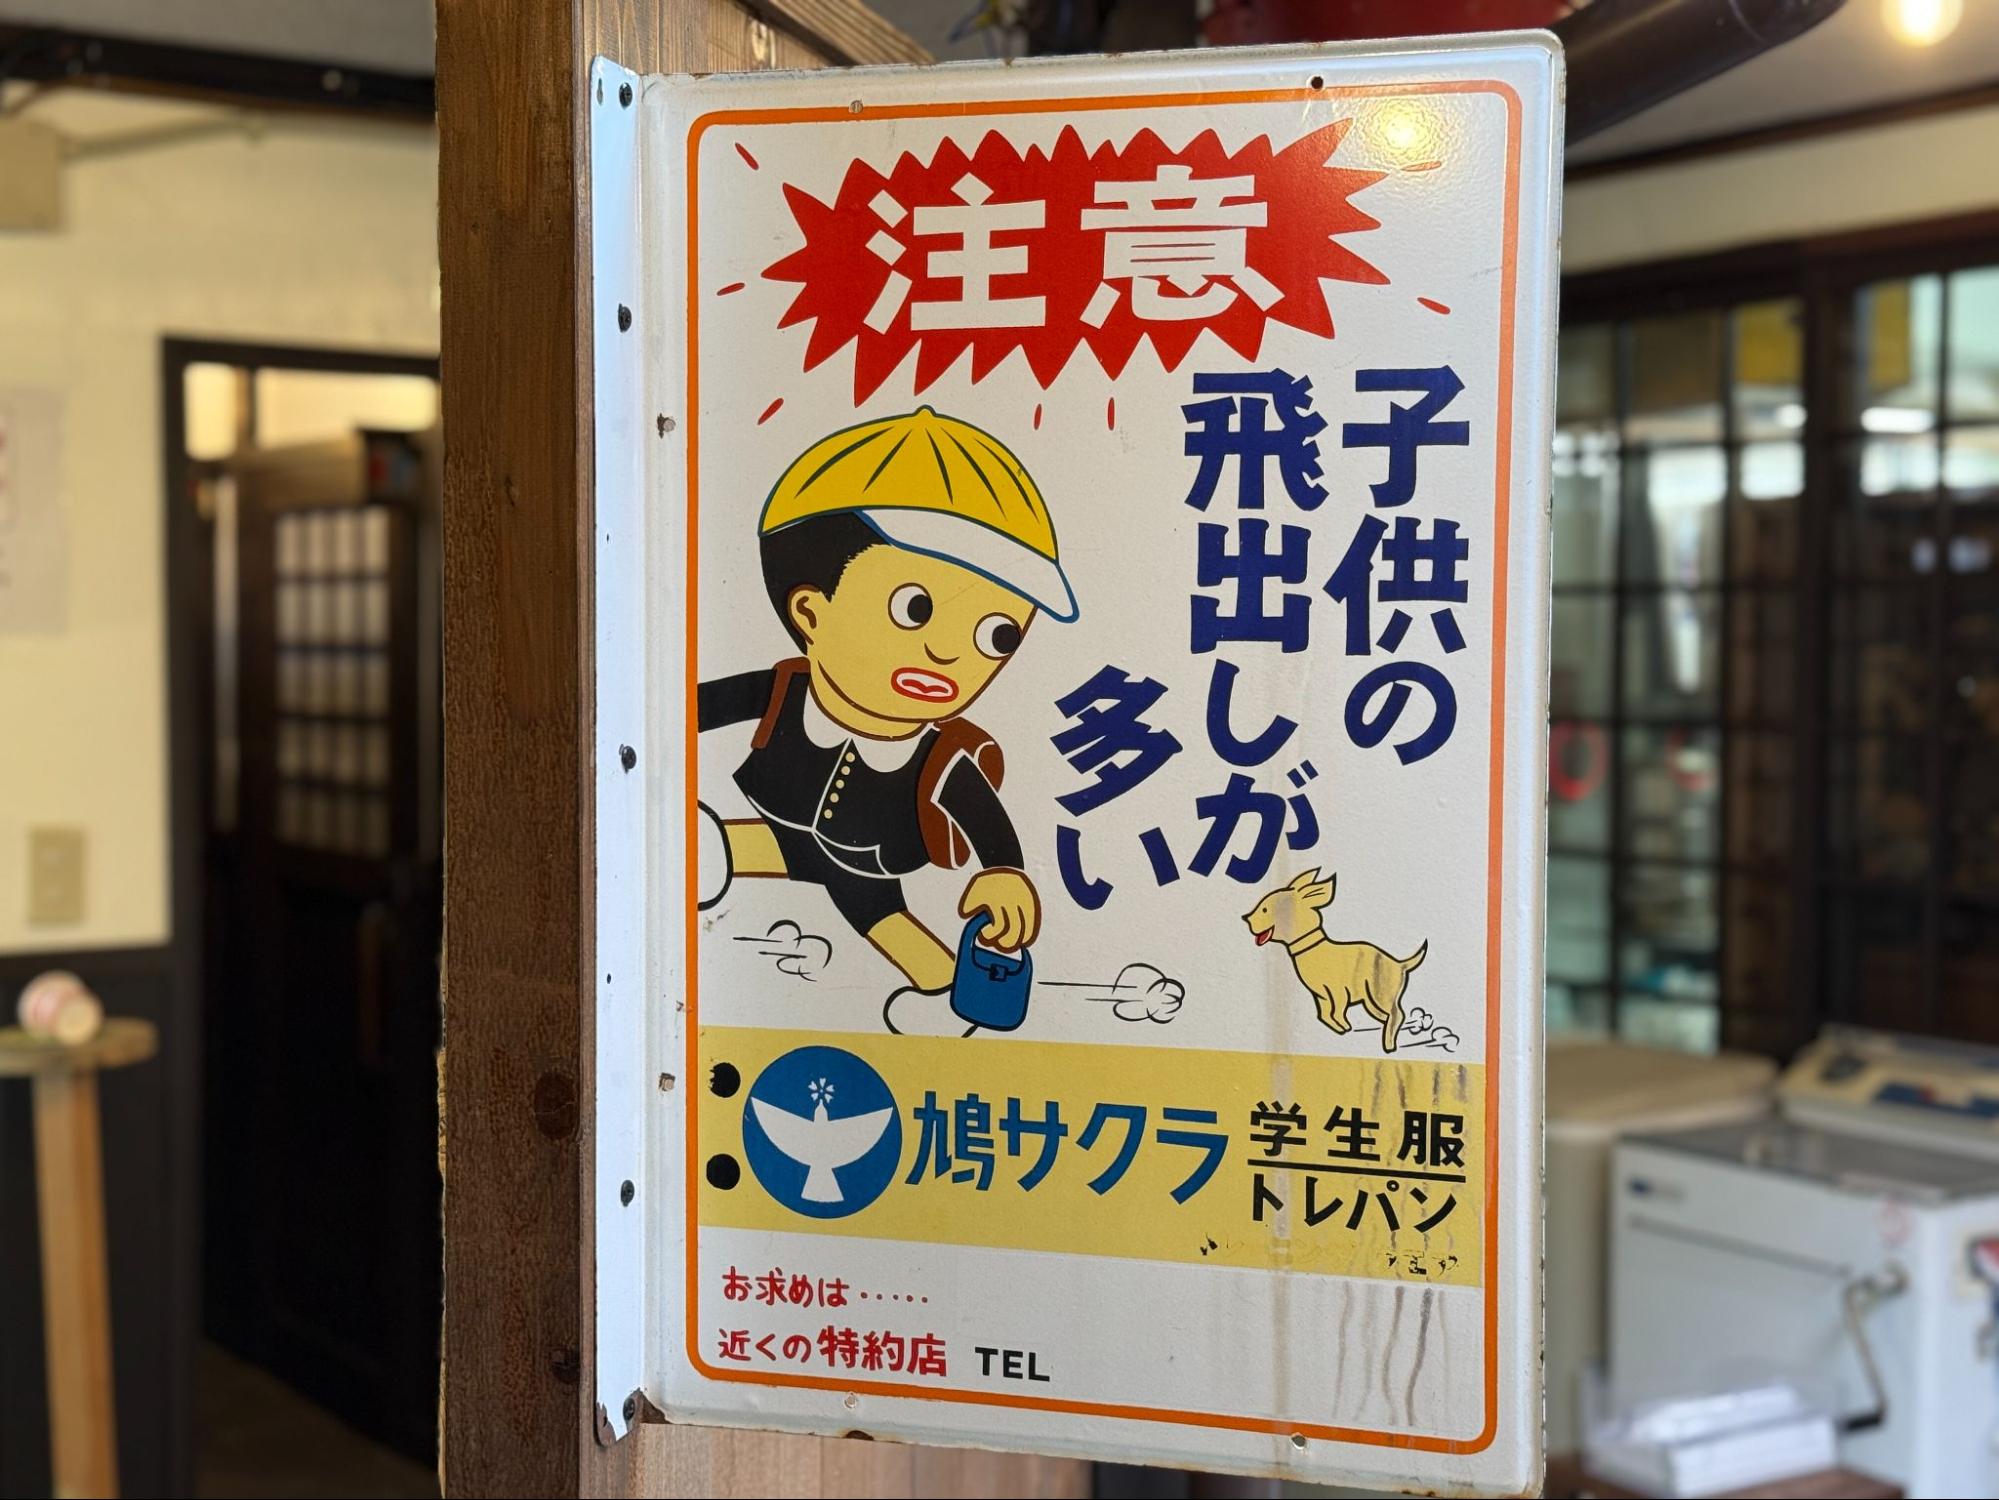 注意
子供の
飛出しが
多い
鳩サクラ
学生服
トレパン
お求めは·····
近くの特約店 TEL